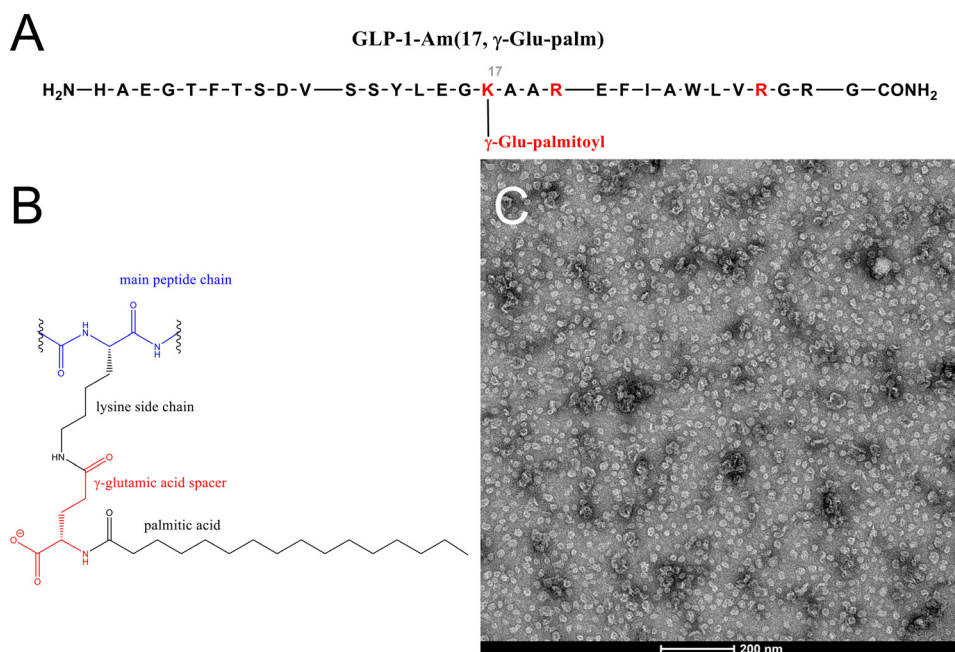 A
GLP-1-Am(17, γ-Glu-palm)
17
H₂N—H-A-E-G-T-F-T-S-D-V—S-S-Y-L-E-G-K-A-A-R—E-F-I-A-W-L-V-R-G-R—G-CONH₂
γ-Glu-palmitoyl
B
C
main peptide chain
O
H
N
O
N
H
lysine side chain
HN
O
γ-glutamic acid spacer
O
palmitic acid
O⊖
N
H
O
200 nm